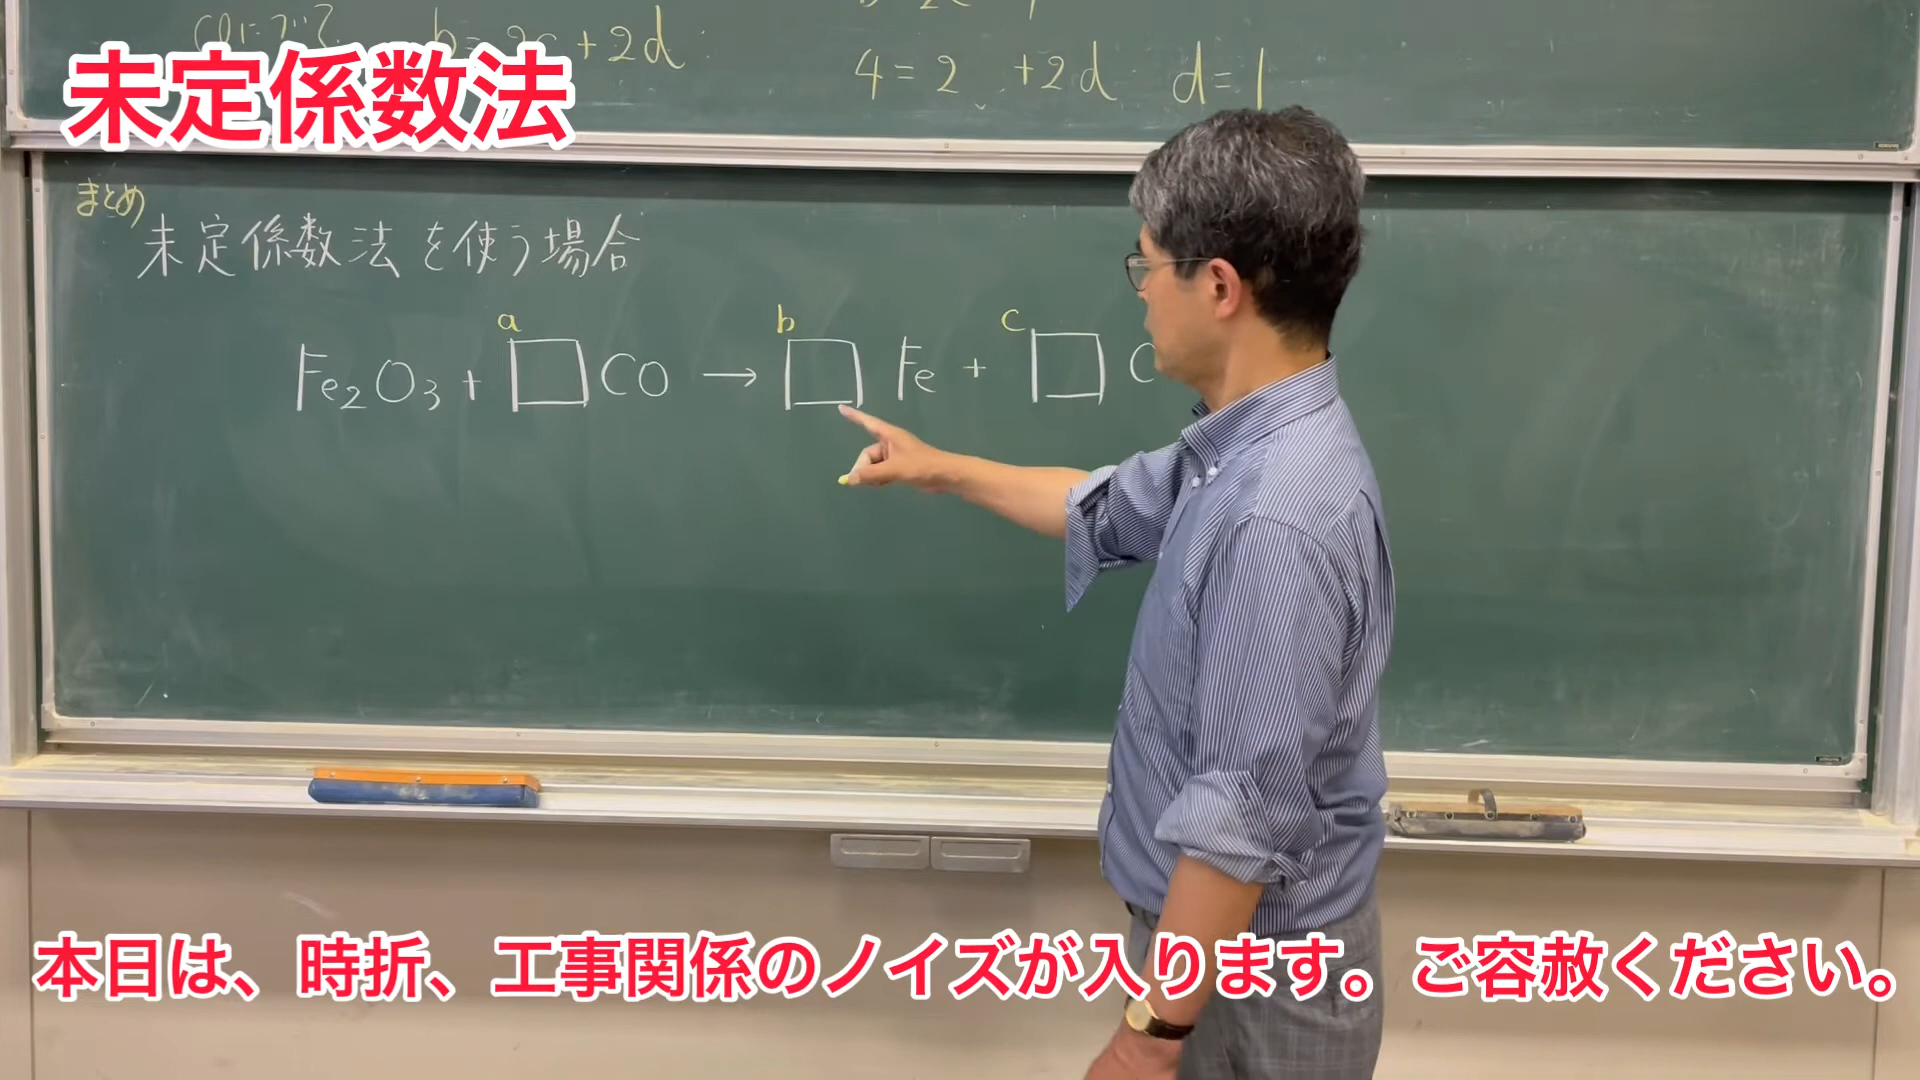 b=2c+2d
4=2 +2d d=1
未定係数法
まとめ
未定係数法を使う場合
a b c
Fe₂O₃+□CO→□Fe+□C
本日は、時折、工事関係のノイズが入ります。ご容赦ください。